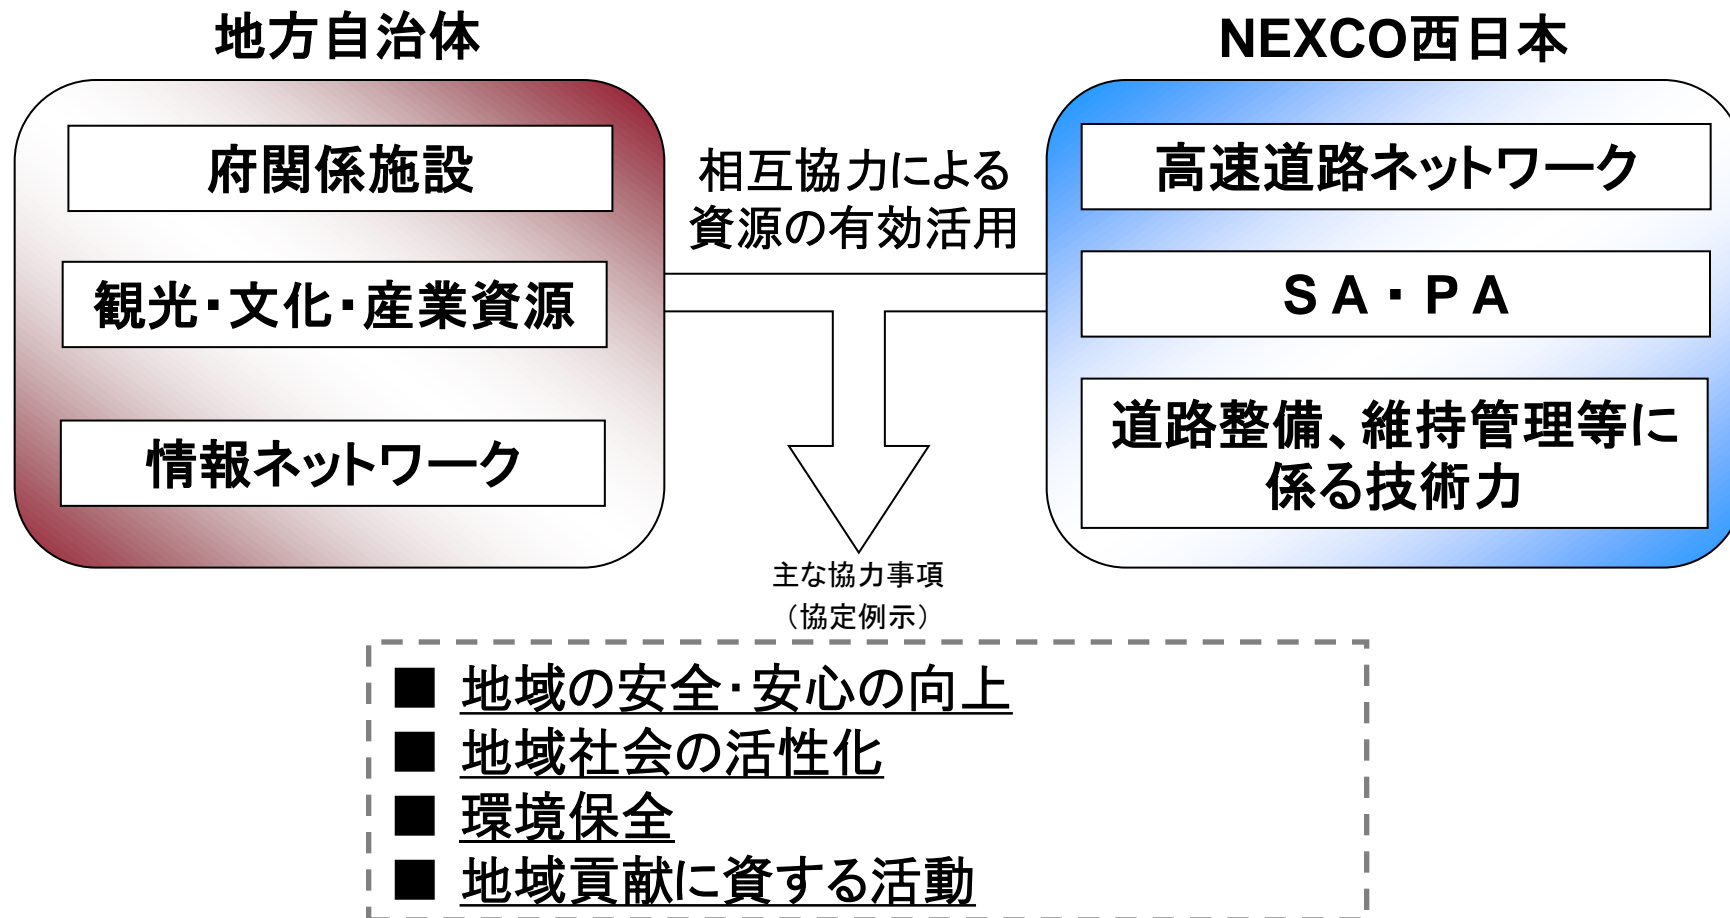 地方自治体
府関係施設
観光・文化・産業資源
情報ネットワーク
相互協力による
資源の有効活用
NEXCO西日本
高速道路ネットワーク
SA・PA
道路整備、維持管理等に
係る技術力
主な協力事項
（協定例示）
■ 地域の安全・安心の向上
■ 地域社会の活性化
■ 環境保全
■ 地域貢献に資する活動